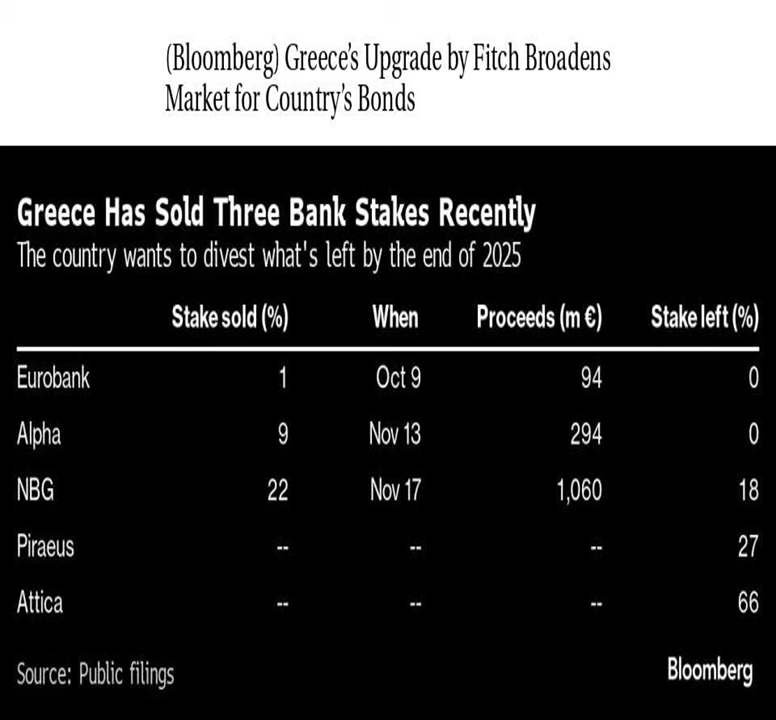 (Bloomberg) Greece's Upgrade by Fitch Broadens
Market for Country's Bonds
Greece Has Sold Three Bank Stakes Recently
The country wants to divest what's left by the end of 2025
Stake sold (%) When Proceeds (m €) Stake left (%)
Eurobank 1 Oct 9 94 0
Alpha 9 Nov 13 294 0
NBG 22 Nov 17 1,060 18
Piraeus -- -- -- 27
Attica -- -- -- 66
Source: Public filings Bloomberg